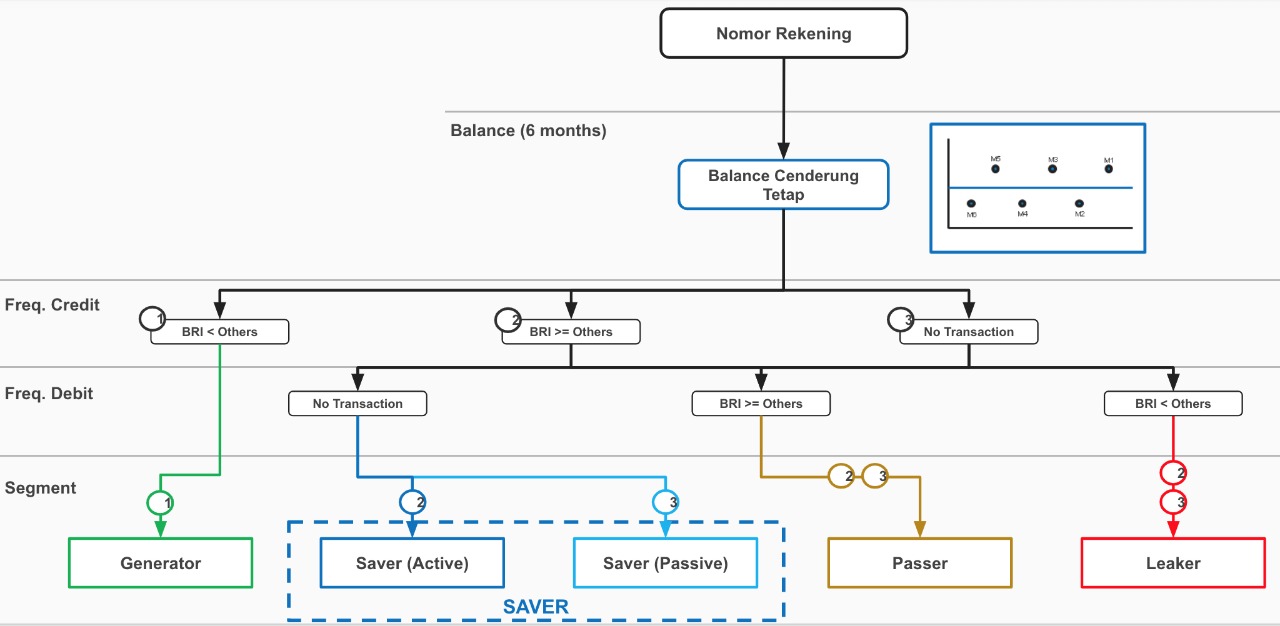 Nomor Rekening
Balance (6 months)
Balance Cenderung
Tetap
M5
M3
M1
M6
M4
M2
Freq. Credit
1
BRI < Others
2
BRI >= Others
3
No Transaction
Freq. Debit
No Transaction
BRI >= Others
BRI < Others
Segment
1
2
3
2
3
2
3
Generator
Saver (Active)
Saver (Passive)
Passer
Leaker
SAVER